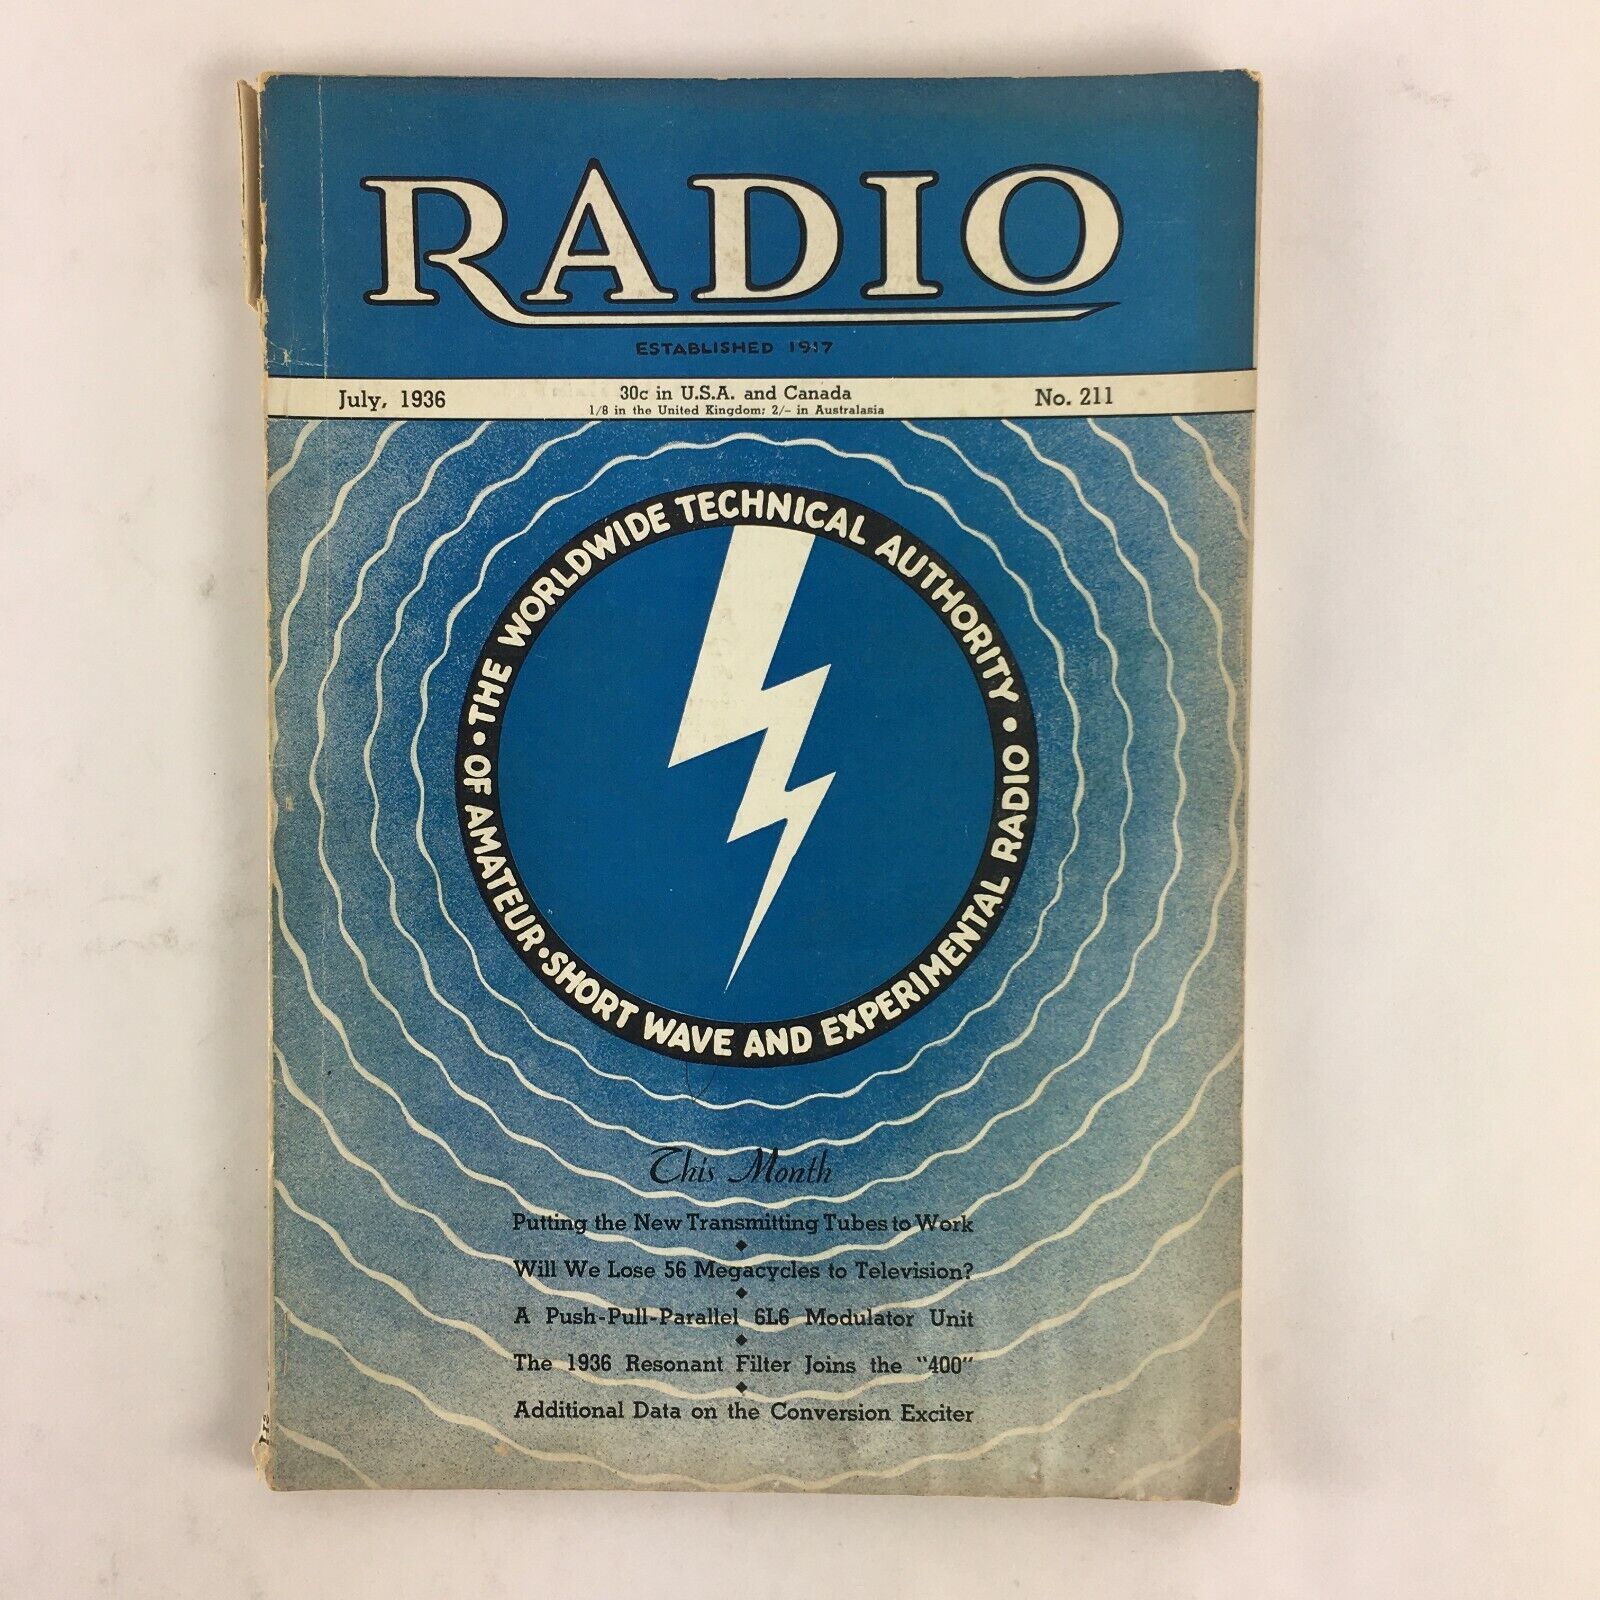 RADIO
ESTABLISHED 1917
July, 1936
30c in U.S.A. and Canada
1/8 in the United Kingdom; 2/- in Australasia
No. 211
• THE WORLDWIDE TECHNICAL AUTHORITY •
OF AMATEUR • SHORT WAVE AND EXPERIMENTAL RADIO
This Month
Putting the New Transmitting Tubes to Work
Will We Lose 56 Megacycles to Television?
A Push-Pull-Parallel 6L6 Modulator Unit
The 1936 Resonant Filter Joins the "400"
Additional Data on the Conversion Exciter